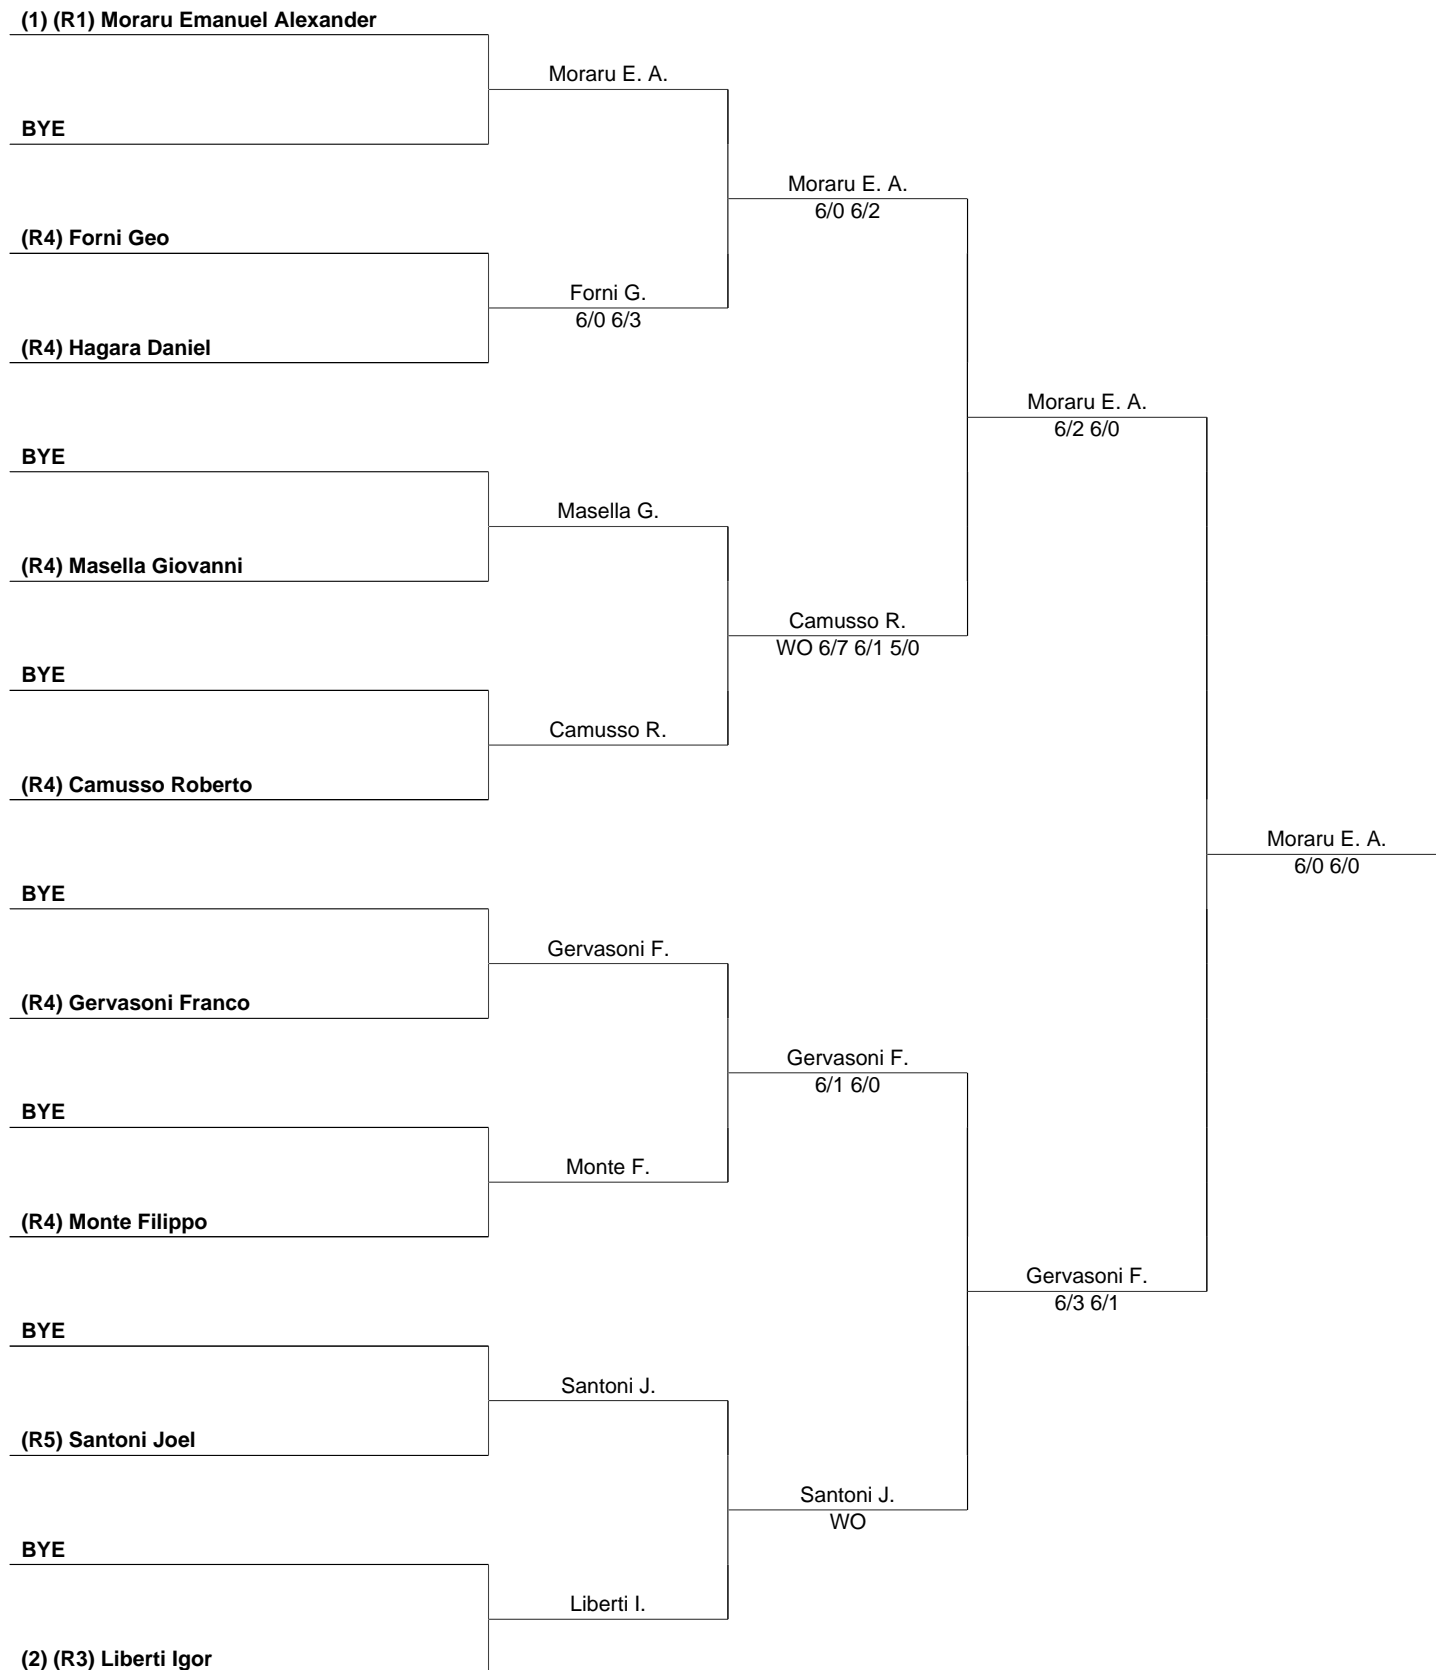 (1) (R1) Moraru Emanuel Alexander
Moraru E. A.
BYE
Moraru E. A.
6/0 6/2
(R4) Forni Geo
Forni G.
6/0 6/3
(R4) Hagara Daniel
Moraru E. A.
6/2 6/0
BYE
Masella G.
(R4) Masella Giovanni
Camusso R.
WO 6/7 6/1 5/0
BYE
Camusso R.
(R4) Camusso Roberto
Moraru E. A.
6/0 6/0
BYE
Gervasoni F.
(R4) Gervasoni Franco
Gervasoni F.
6/1 6/0
BYE
Monte F.
(R4) Monte Filippo
Gervasoni F.
6/3 6/1
BYE
Santoni J.
(R5) Santoni Joel
Santoni J.
WO
BYE
Liberti I.
(2) (R3) Liberti Igor